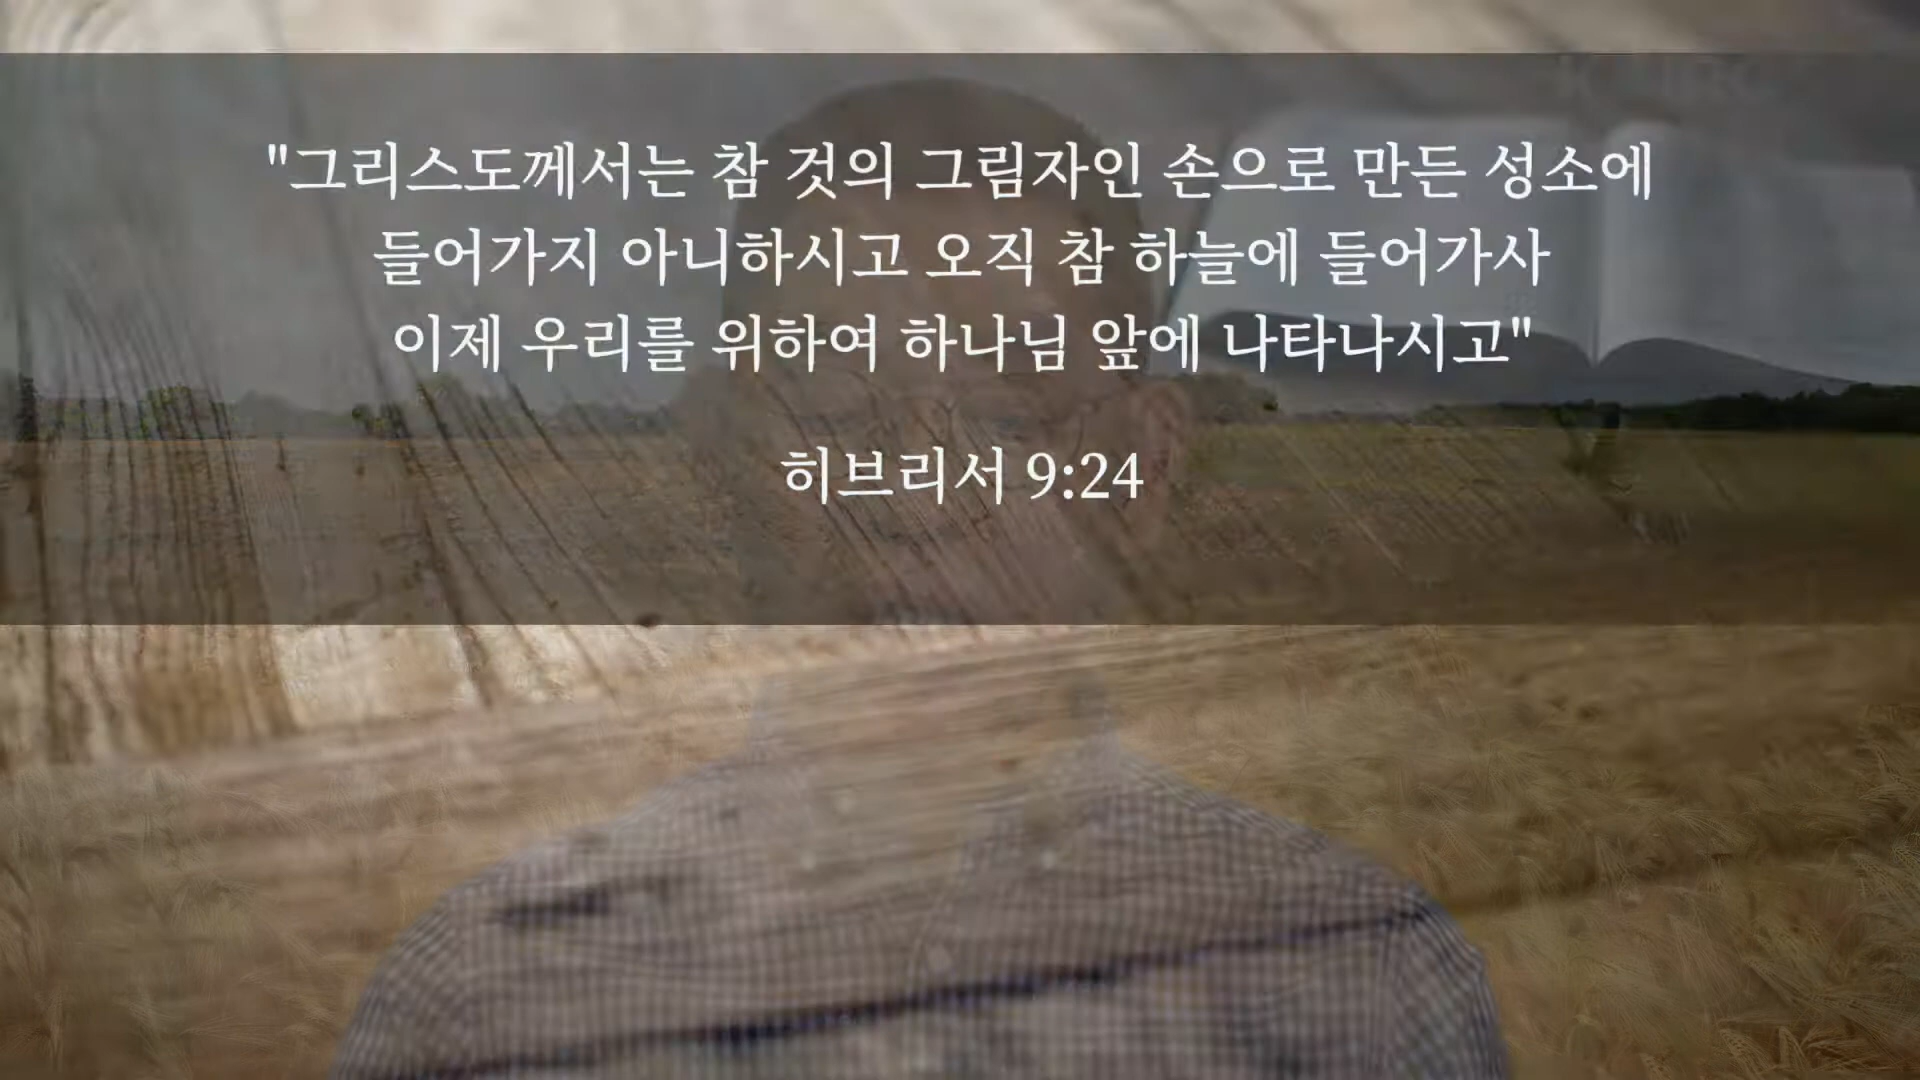 "그리스도께서는 참 것의 그림자인 손으로 만든 성소에
들어가지 아니하시고 오직 참 하늘에 들어가사
이제 우리를 위하여 하나님 앞에 나타나시고"
히브리서 9:24